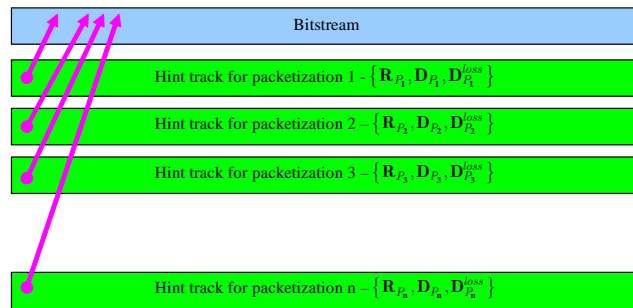 Bitstream
Hint track for packetization 1 - { R_{P_1}, D_{P_1}, D_{P_1}^{loss} }
Hint track for packetization 2 – { R_{P_2}, D_{P_2}, D_{P_2}^{loss} }
Hint track for packetization 3 – { R_{P_3}, D_{P_3}, D_{P_3}^{loss} }
Hint track for packetization n – { R_{P_n}, D_{P_n}, D_{P_n}^{loss} }